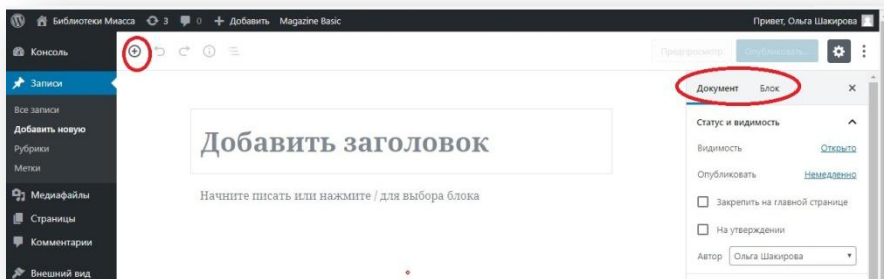 Библиотеки Миасса 3 0 + Добавить Magazine Basic Привет, Ольга Шакирова
Консоль
Предпросмотр Опубликовать...
Записи
Документ Блок ×
Все записи
Добавить новую
Рубрики
Метки
Добавить заголовок
Начните писать или нажмите / для выбора блока
Статус и видимость
Видимость Открыто
Опубликовать Немедленно
Закрепить на главной странице
На утверждении
Автор Ольга Шакирова
Медиафайлы
Страницы
Комментарии
Внешний вид